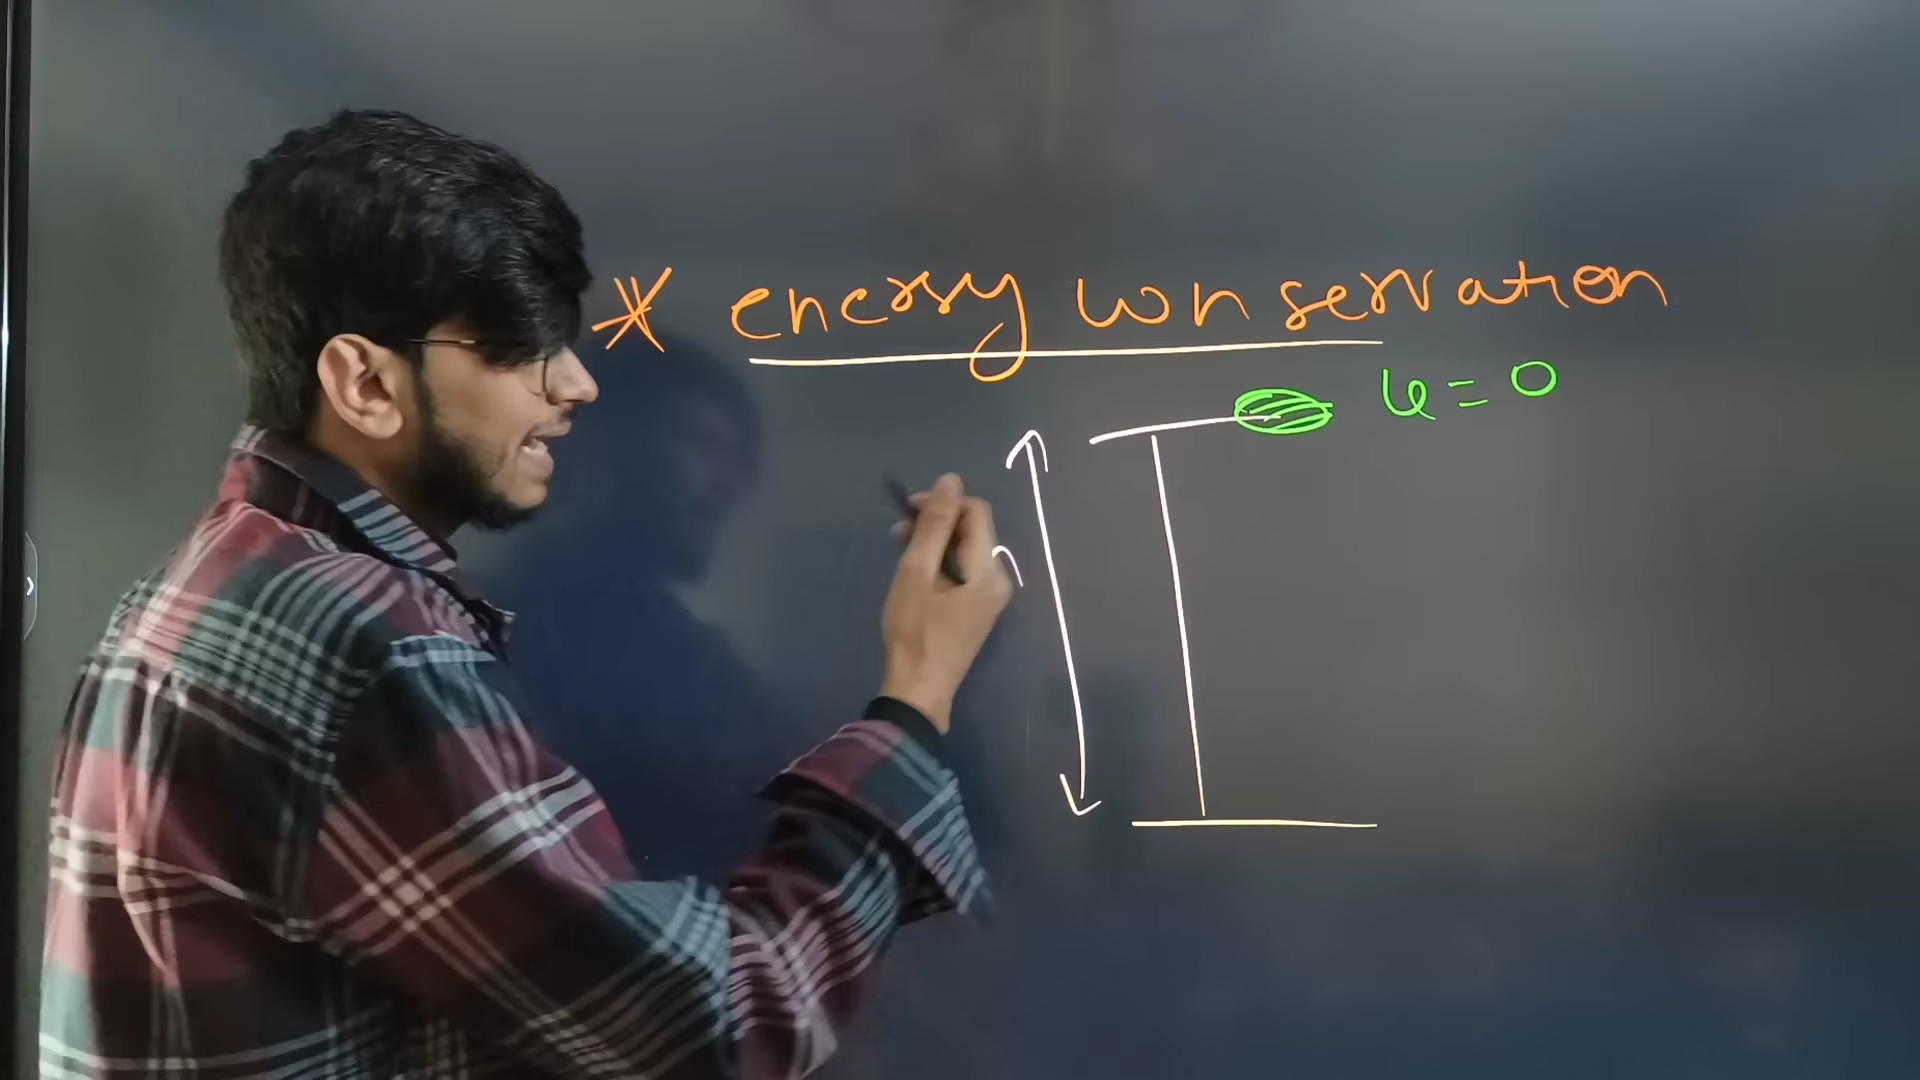 * energy conservation
u = 0
h